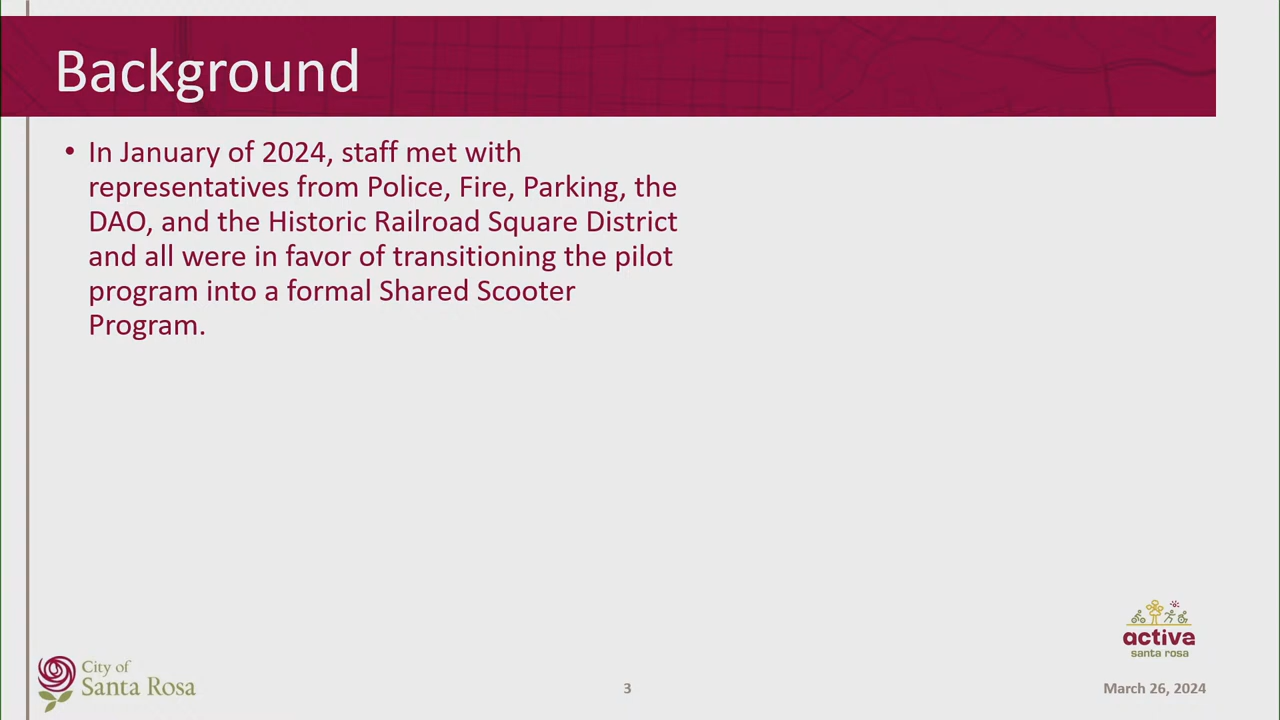 Background
• In January of 2024, staff met with
representatives from Police, Fire, Parking, the
DAO, and the Historic Railroad Square District
and all were in favor of transitioning the pilot
program into a formal Shared Scooter
Program.
activa
santa rosa
City of
Santa Rosa
3
March 26, 2024